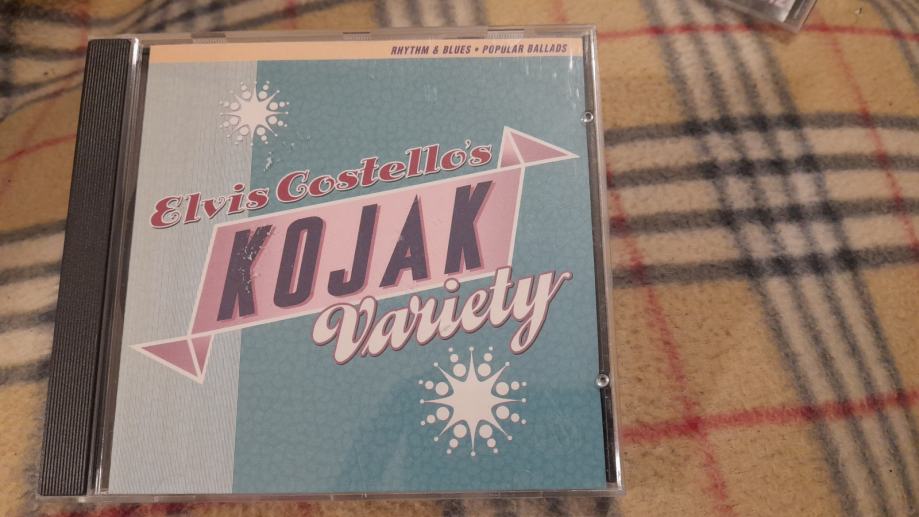 RHYTHM & BLUES • POPULAR BALLADS
Elvis Costello's
KOJAK
Variety